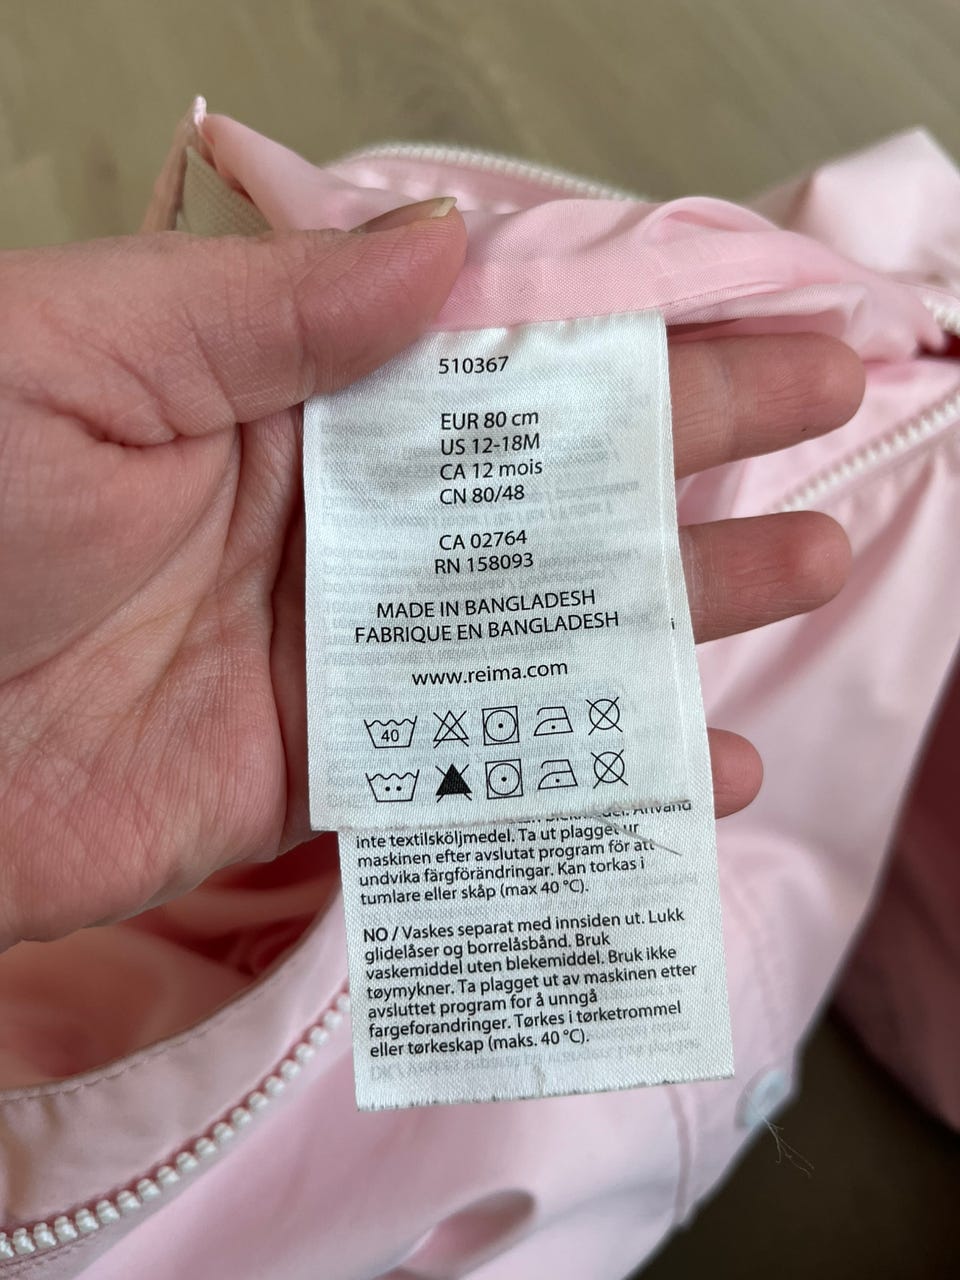 510367
EUR 80 cm
US 12-18M
CA 12 mois
CN 80/48
CA 02764
RN 158093
MADE IN BANGLADESH
FABRIQUE EN BANGLADESH
www.reima.com
40
Använd
inte textilsköljmedel. Ta ut plagget ur
maskinen efter avslutat program för att
undvika färgförändringar. Kan torkas i
tumlare eller skåp (max 40 °C).
NO / Vaskes separat med innsiden ut. Lukk
glidelåser og borrelåsbånd. Bruk
vaskemiddel uten blekemiddel. Bruk ikke
tøymykner. Ta plagget ut av maskinen etter
avsluttet program for å unngå
fargeforandringer. Tørkes i tørketrommel
eller tørkeskap (maks. 40 °C).